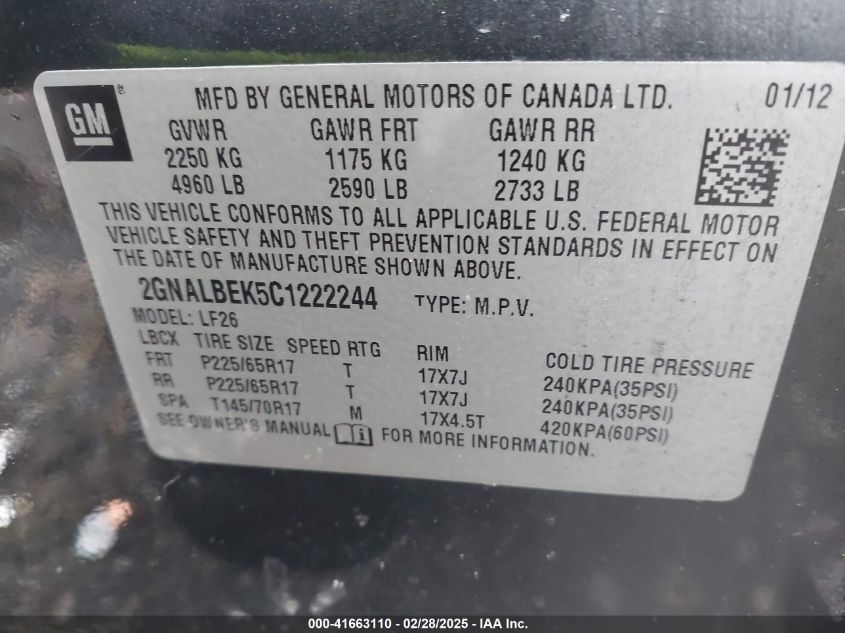 GM ® MFD BY GENERAL MOTORS OF CANADA LTD. 01/12
GVWR GAWR FRT GAWR RR
2250 KG 1175 KG 1240 KG
4960 LB 2590 LB 2733 LB
THIS VEHICLE CONFORMS TO ALL APPLICABLE U.S. FEDERAL MOTOR
VEHICLE SAFETY AND THEFT PREVENTION STANDARDS IN EFFECT ON
THE DATE OF MANUFACTURE SHOWN ABOVE.
2GNALBEK5C1222244 TYPE: M.P.V.
MODEL: LF26
LBCX TIRE SIZE SPEED RTG RIM COLD TIRE PRESSURE
FRT P225/65R17 T 17X7J 240KPA(35PSI)
RR P225/65R17 T 17X7J 240KPA(35PSI)
SPA T145/70R17 M 17X4.5T 420KPA(60PSI)
SEE OWNER'S MANUAL i FOR MORE INFORMATION.
000-41663110 - 02/28/2025 - IAA Inc.